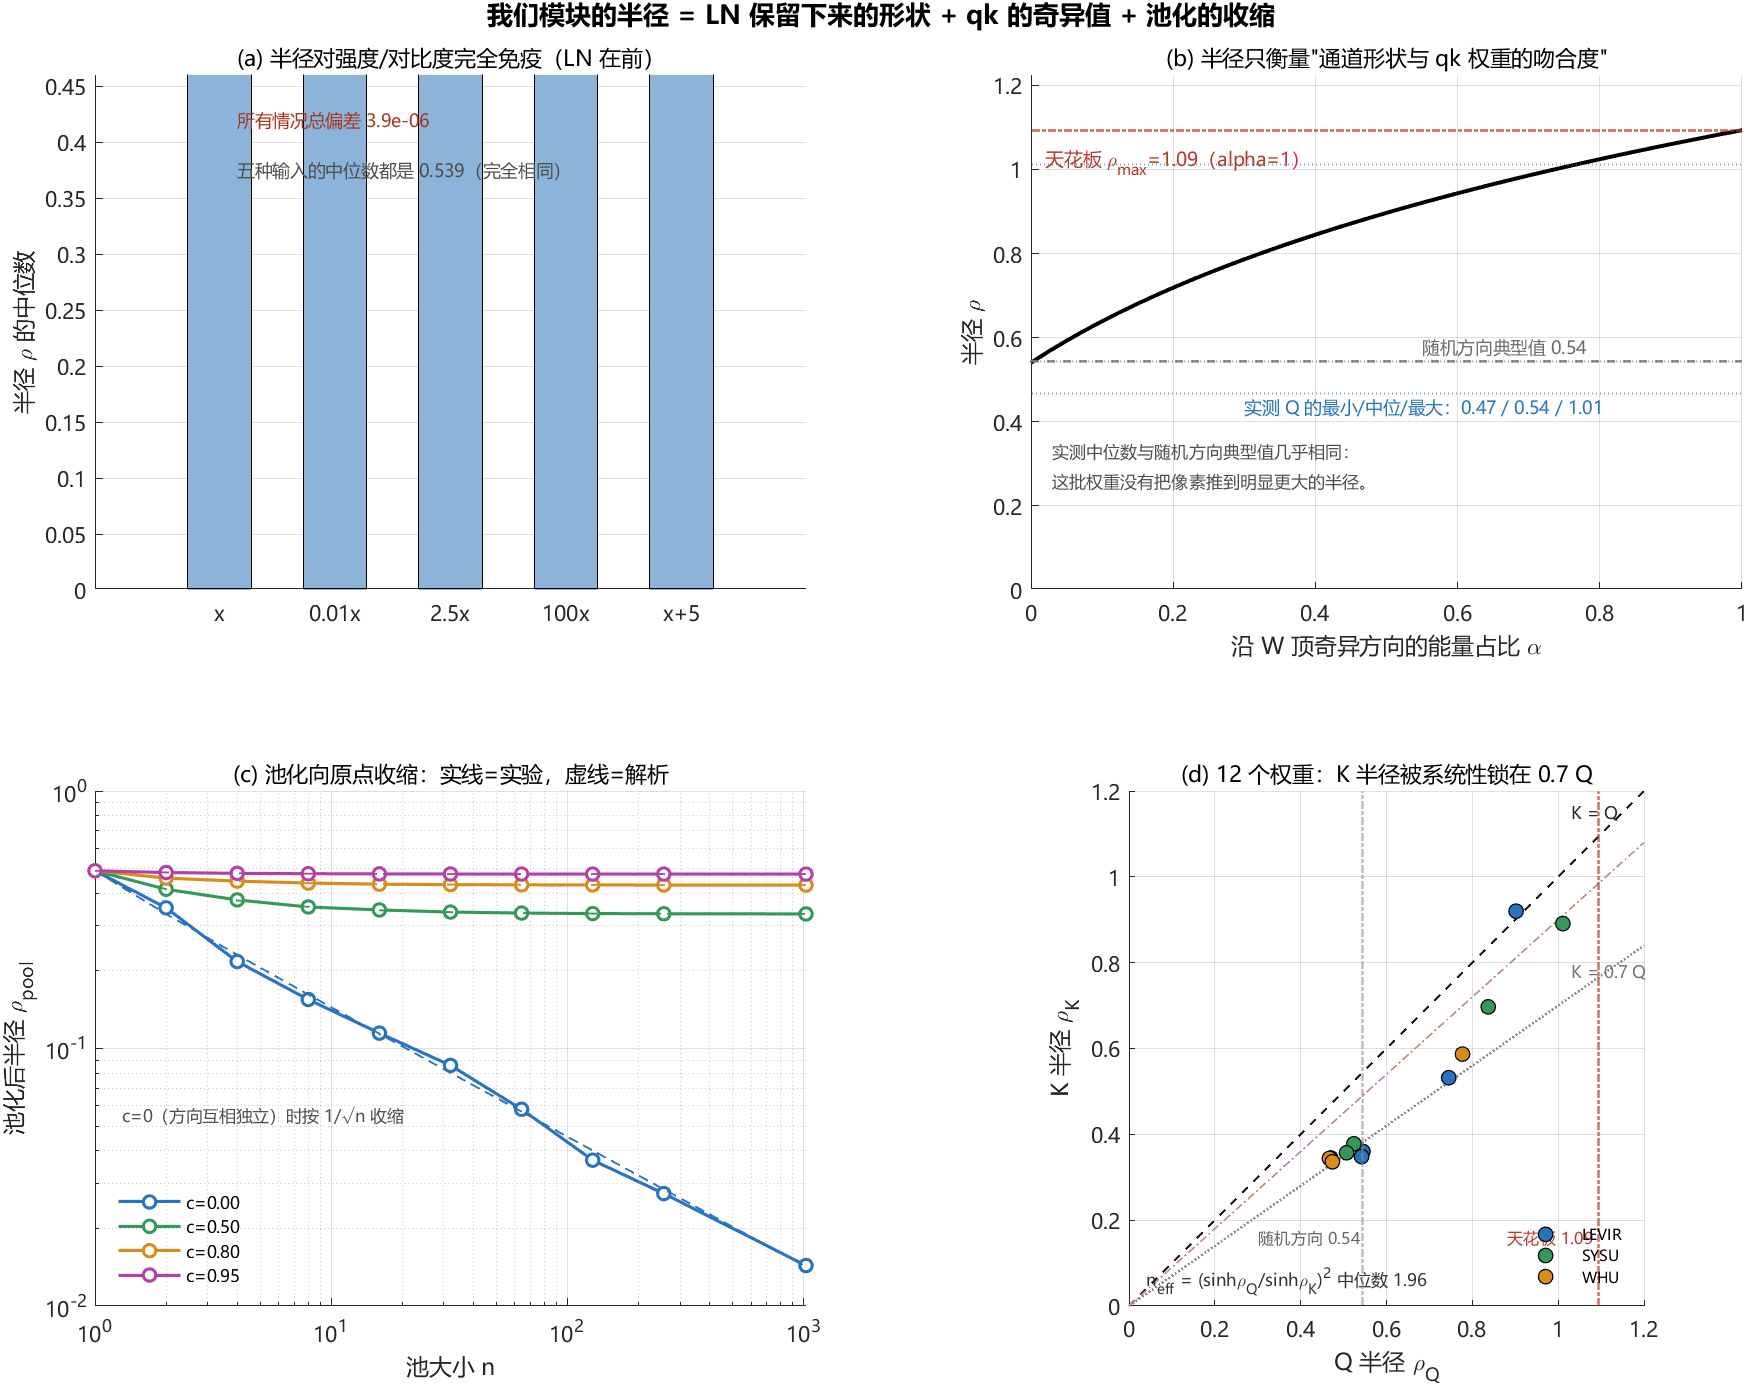 我们模块的半径 = LN 保留下来的形状 + qk 的奇异值 + 池化的收缩
(a) 半径对强度/对比度完全免疫（LN 在前）
半径 ρ 的中位数
0.45
0.4
0.35
0.3
0.25
0.2
0.15
0.1
0.05
0
所有情况总偏差 3.9e-06
五种输入的中位数都是 0.539（完全相同）
x
0.01x
2.5x
100x
x+5
(b) 半径只衡量"通道形状与 qk 权重的吻合度"
半径 ρ
1.2
1
0.8
0.6
0.4
0.2
0
天花板 ρmax=1.09（alpha=1）
随机方向典型值 0.54
实测 Q 的最小/中位/最大：0.47 / 0.54 / 1.01
实测中位数与随机方向典型值几乎相同：
这批权重没有把像素推到明显更大的半径。
0
0.2
0.4
0.6
0.8
1
沿 W 顶奇异方向的能量占比 α
(c) 池化向原点收缩：实线=实验，虚线=解析
池化后半径 ρpool
10^0
10^-1
10^-2
c=0（方向互相独立）时按 1/√n 收缩
c=0.00
c=0.50
c=0.80
c=0.95
10^0
10^1
10^2
10^3
池大小 n
(d) 12 个权重：K 半径被系统性锁在 0.7 Q
K 半径 ρK
1.2
1
0.8
0.6
0.4
0.2
0
K = Q
K = 0.7 Q
随机方向 0.54
天花板 1.09
LEVIR
SYSU
WHU
neff = (sinhρQ/sinhρK)^2 中位数 1.96
0
0.2
0.4
0.6
0.8
1
1.2
Q 半径 ρQ